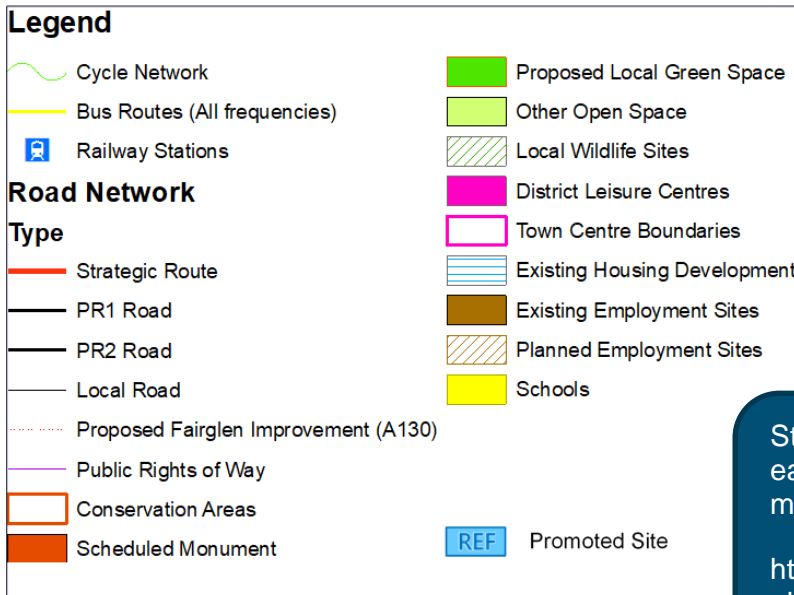 Legend
Cycle Network
Bus Routes (All frequencies)
Railway Stations
Road Network
Type
Strategic Route
PR1 Road
PR2 Road
Local Road
Proposed Fairglen Improvement (A130)
Public Rights of Way
Conservation Areas
Scheduled Monument
Proposed Local Green Space
Other Open Space
Local Wildlife Sites
District Leisure Centres
Town Centre Boundaries
Existing Housing Development
Existing Employment Sites
Planned Employment Sites
Schools
REF Promoted Site